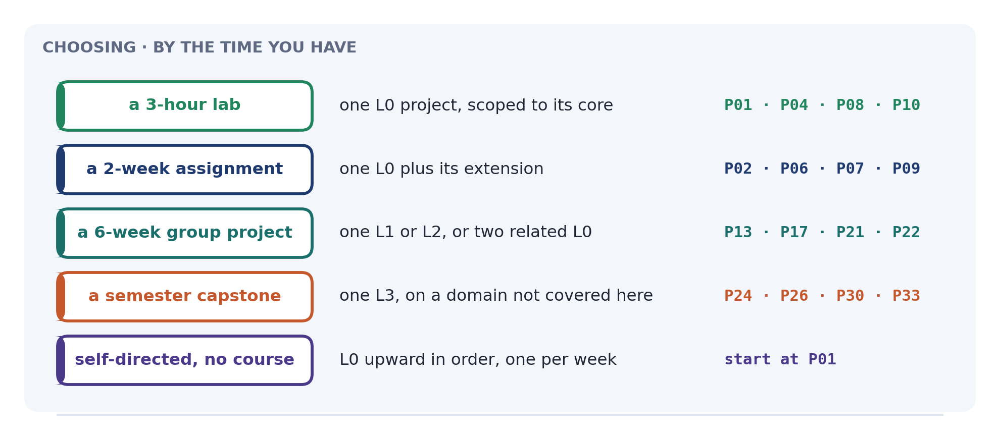 CHOOSING · BY THE TIME YOU HAVE
a 3-hour lab one L0 project, scoped to its core P01 · P04 · P08 · P10
a 2-week assignment one L0 plus its extension P02 · P06 · P07 · P09
a 6-week group project one L1 or L2, or two related L0 P13 · P17 · P21 · P22
a semester capstone one L3, on a domain not covered here P24 · P26 · P30 · P33
self-directed, no course L0 upward in order, one per week start at P01